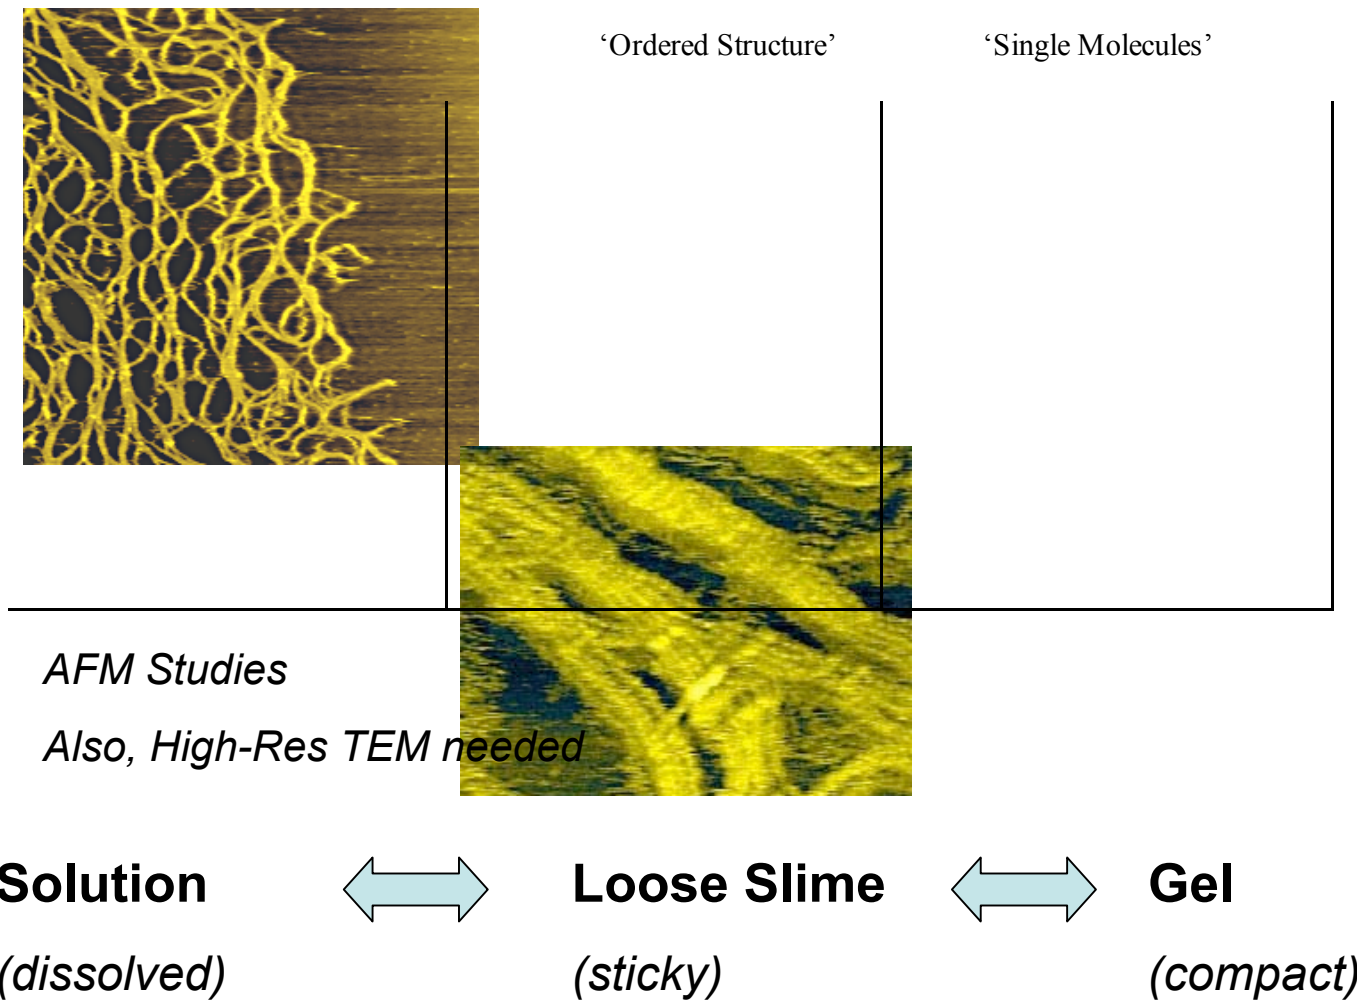 ‘Ordered Structure’ ‘Single Molecules’
AFM Studies
Also, High-Res TEM needed
Solution Loose Slime Gel
(dissolved) (sticky) (compact)